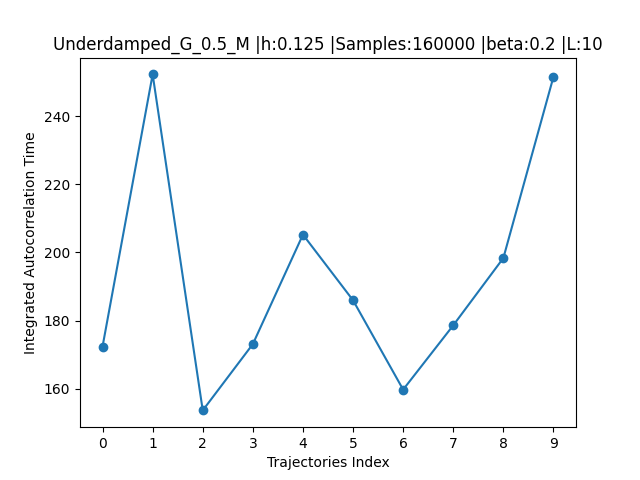 Underdamped_G_0.5_M |h:0.125 |Samples:160000 |beta:0.2 |L:10
240
220
200
180
160
Integrated Autocorrelation Time
0 1 2 3 4 5 6 7 8 9
Trajectories Index